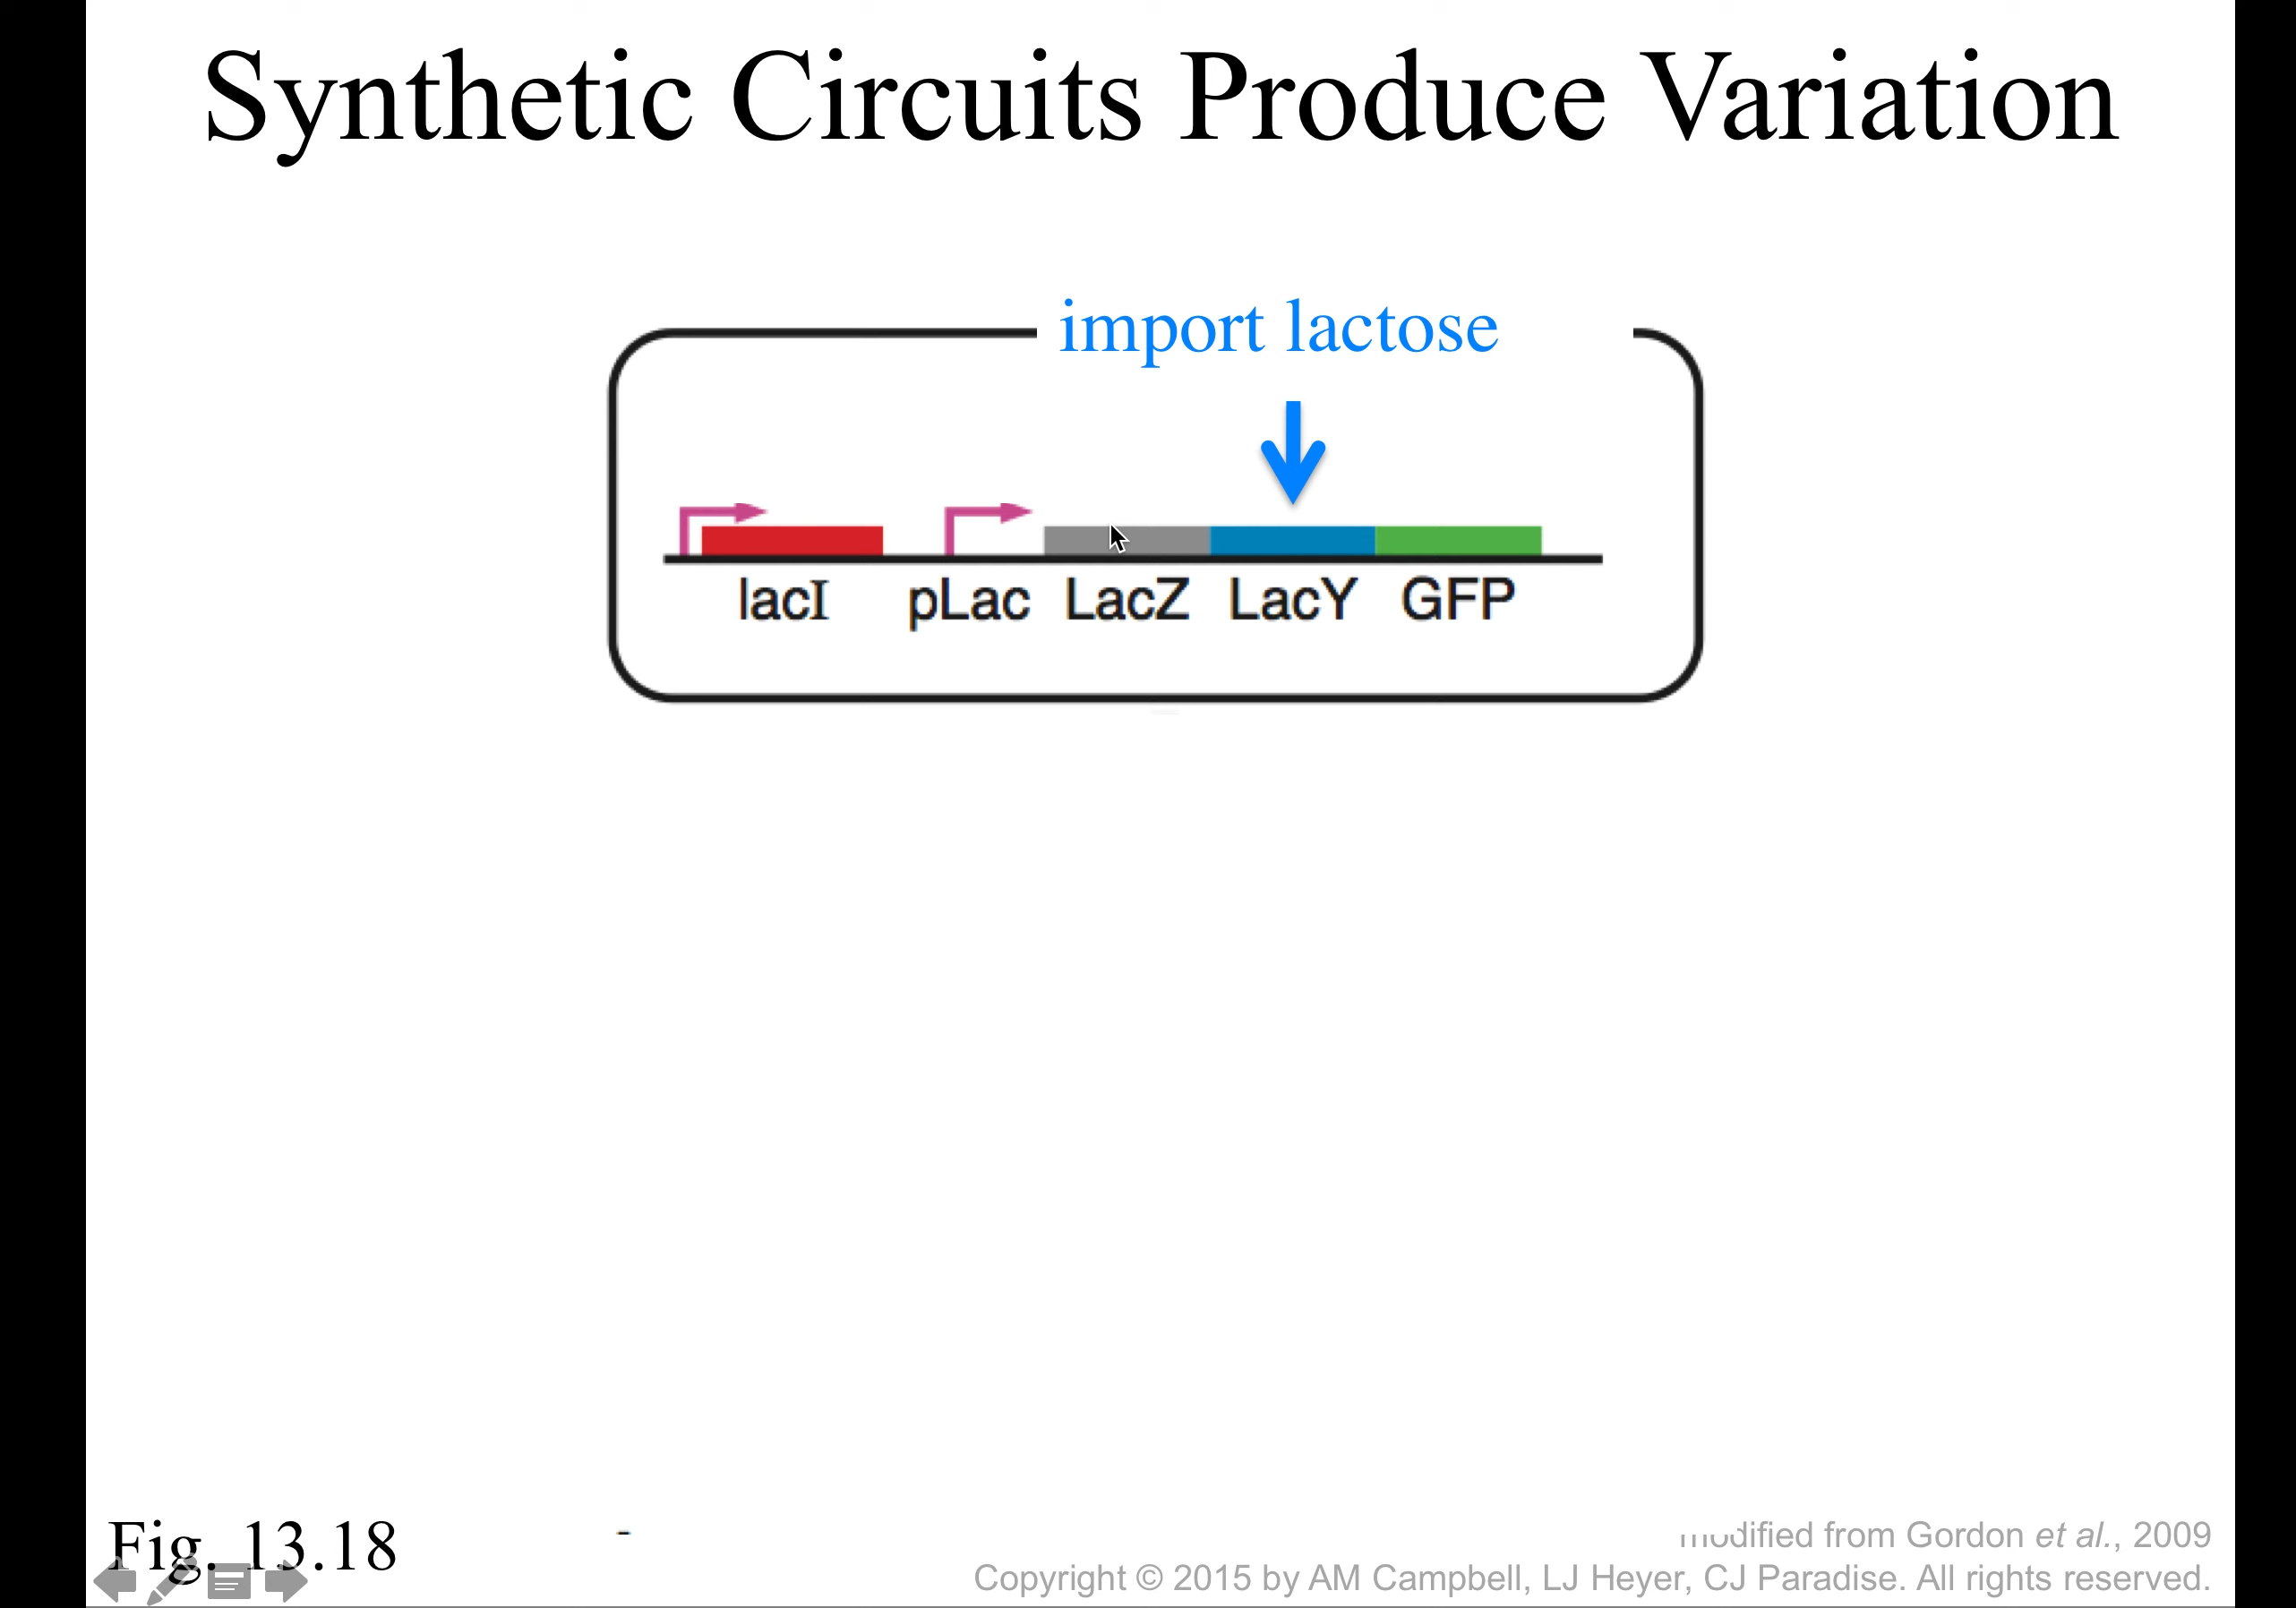 Synthetic Circuits Produce Variation
import lactose
lacI pLac LacZ LacY GFP
Fig. 13.18
modified from Gordon et al., 2009
Copyright © 2015 by AM Campbell, LJ Heyer, CJ Paradise. All rights reserved.